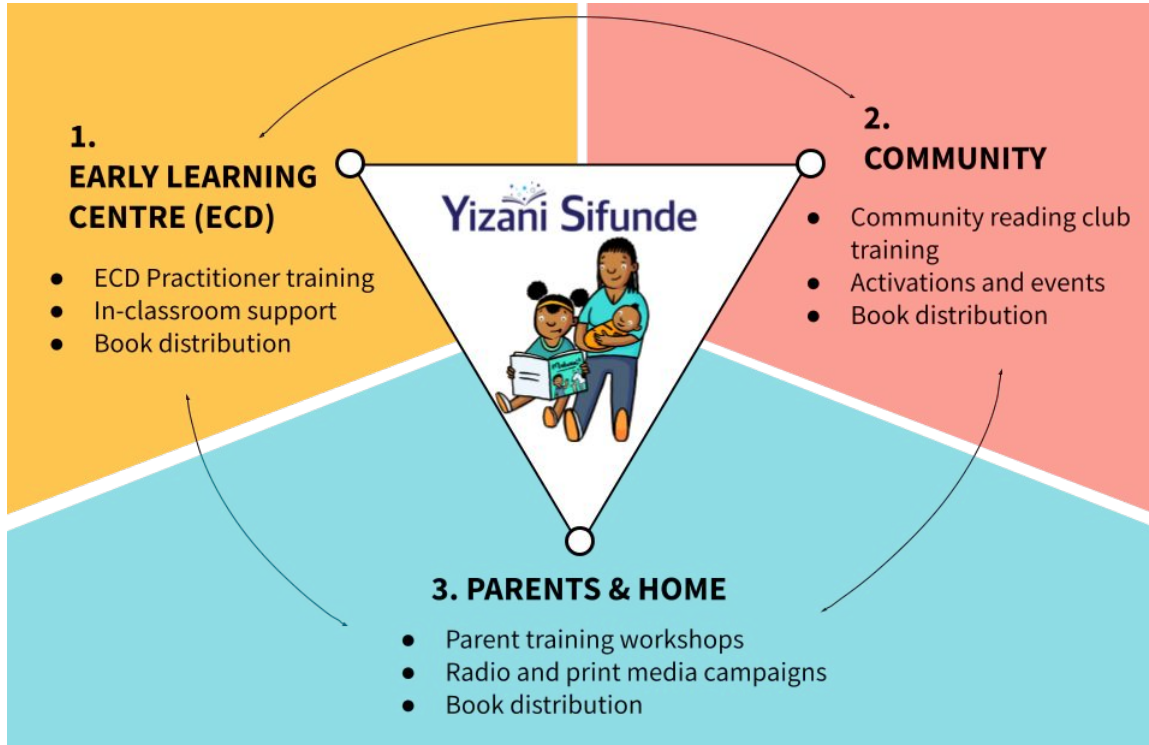 1.
EARLY LEARNING
CENTRE (ECD)
● ECD Practitioner training
● In-classroom support
● Book distribution
2.
COMMUNITY
● Community reading club
training
● Activations and events
● Book distribution
Yizani Sifunde
3. PARENTS & HOME
● Parent training workshops
● Radio and print media campaigns
● Book distribution